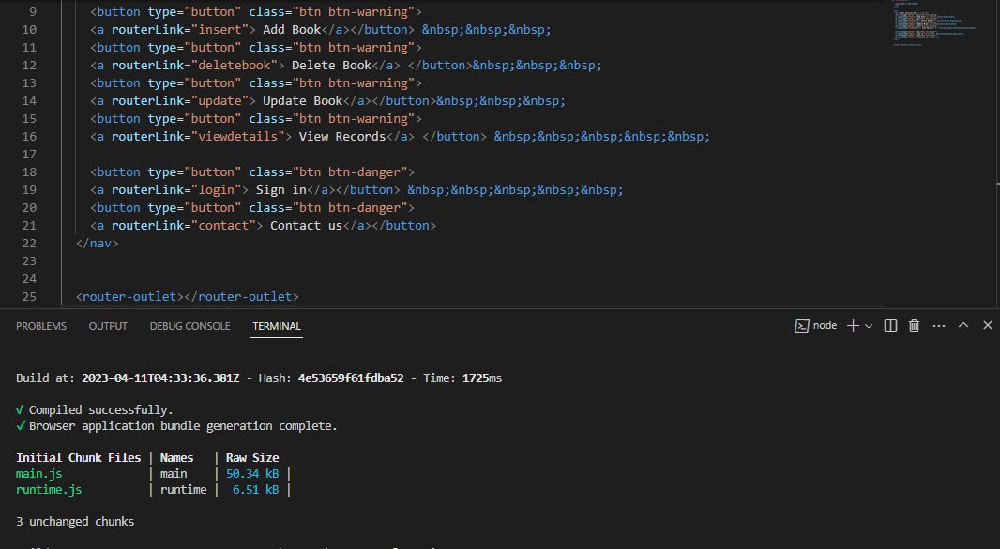 9 <button type="button" class="btn btn-warning">
10 <a routerLink="insert"> Add Book</a></button> &nbsp;&nbsp;&nbsp;
11 <button type="button" class="btn btn-warning">
12 <a routerLink="deletebook"> Delete Book</a> </button>&nbsp;&nbsp;&nbsp;
13 <button type="button" class="btn btn-warning">
14 <a routerLink="update"> Update Book</a></button>&nbsp;&nbsp;&nbsp;
15 <button type="button" class="btn btn-warning">
16 <a routerLink="viewdetails"> View Records</a> </button> &nbsp;&nbsp;&nbsp;&nbsp;&nbsp;
17
18 <button type="button" class="btn btn-danger">
19 <a routerLink="login"> Sign in</a></button> &nbsp;&nbsp;&nbsp;&nbsp;&nbsp;
20 <button type="button" class="btn btn-danger">
21 <a routerLink="contact"> Contact us</a></button>
22 </nav>
23
24
25 <router-outlet></router-outlet>
PROBLEMS OUTPUT DEBUG CONSOLE TERMINAL node
Build at: 2023-04-11T04:33:36.381Z - Hash: 4e53659f61fdba52 - Time: 1725ms
√ Compiled successfully.
✓ Browser application bundle generation complete.
Initial Chunk Files | Names | Raw Size
main.js | main | 50.34 kB |
runtime.js | runtime | 6.51 kB |
3 unchanged chunks